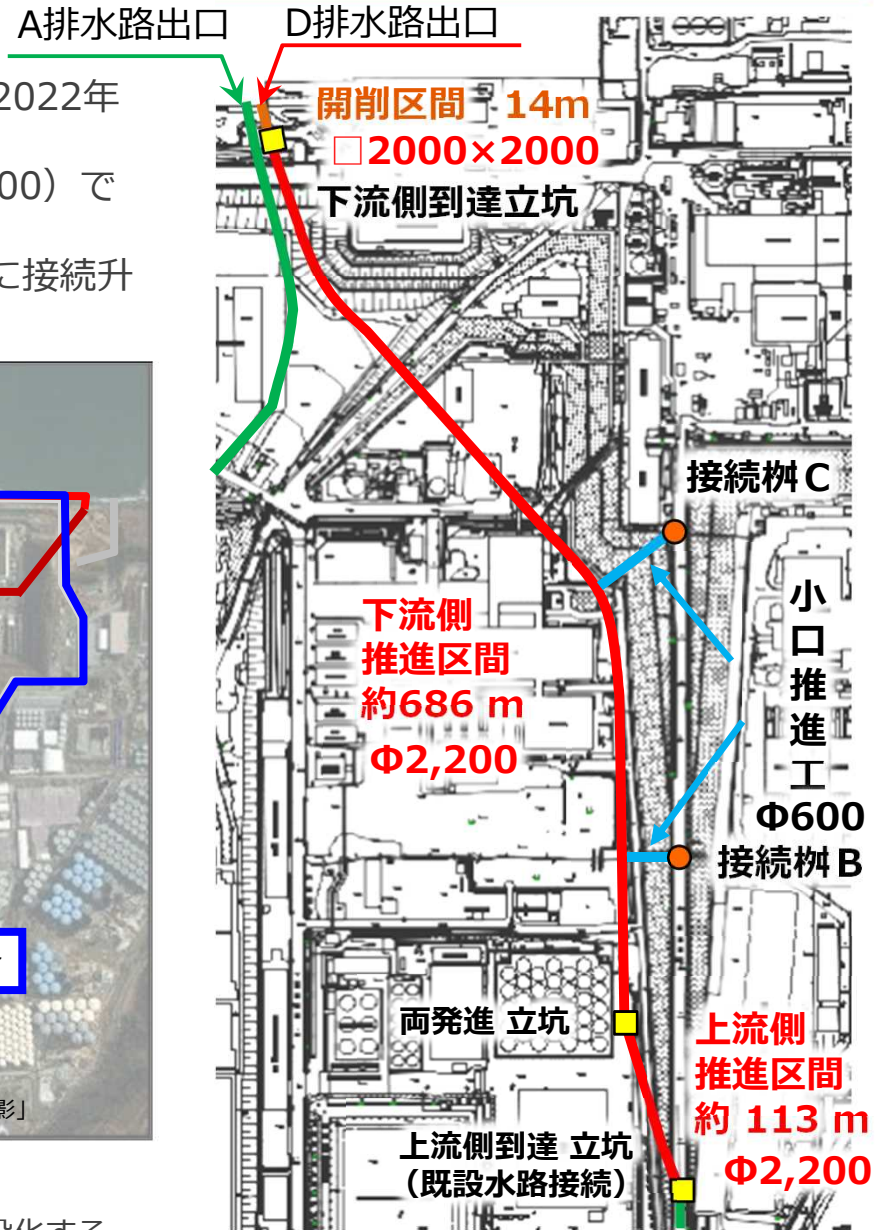 A排水路出口
D排水路出口
2022年
00）で
に接続升
影」
開削区間 14m
□2000×2000
下流側到達立坑
接続桝C
小口推進工
Φ600
接続桝B
下流側
推進区間
約686 m
Φ2,200
両発進 立坑
上流側
推進区間
約 113 m
Φ2,200
上流側到達 立坑
（既設水路接続）